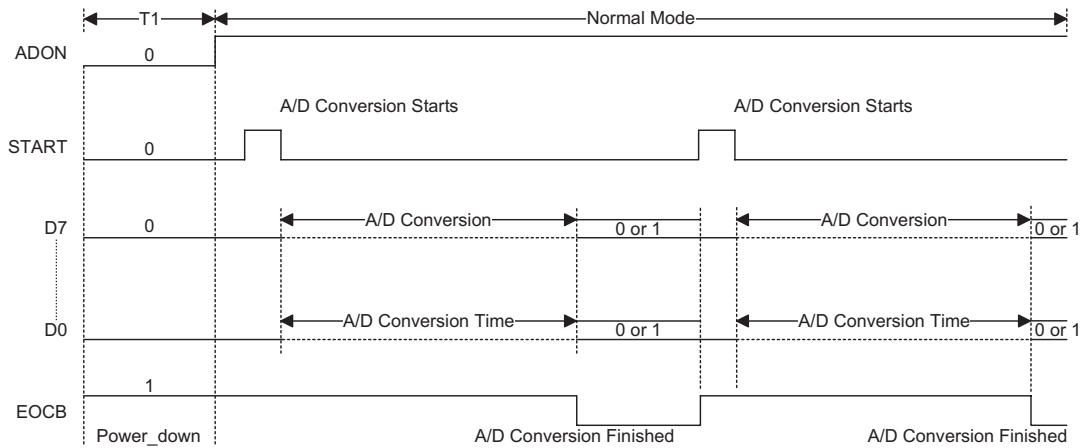 T1
Normal Mode
ADON
0
A/D Conversion Starts
A/D Conversion Starts
START
0
D7
0
A/D Conversion
0 or 1
A/D Conversion
0 or 1
D0
A/D Conversion Time
0 or 1
A/D Conversion Time
0 or 1
EOCB
1
Power_down
A/D Conversion Finished
A/D Conversion Finished